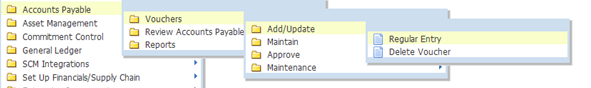 Accounts Payable
Asset Management
Commitment Control
General Ledger
SCM Integrations
Set Up Financials/Supply Chain
Vouchers
Review Accounts Payable
Reports
Add/Update
Maintain
Approve
Maintenance
Regular Entry
Delete Voucher